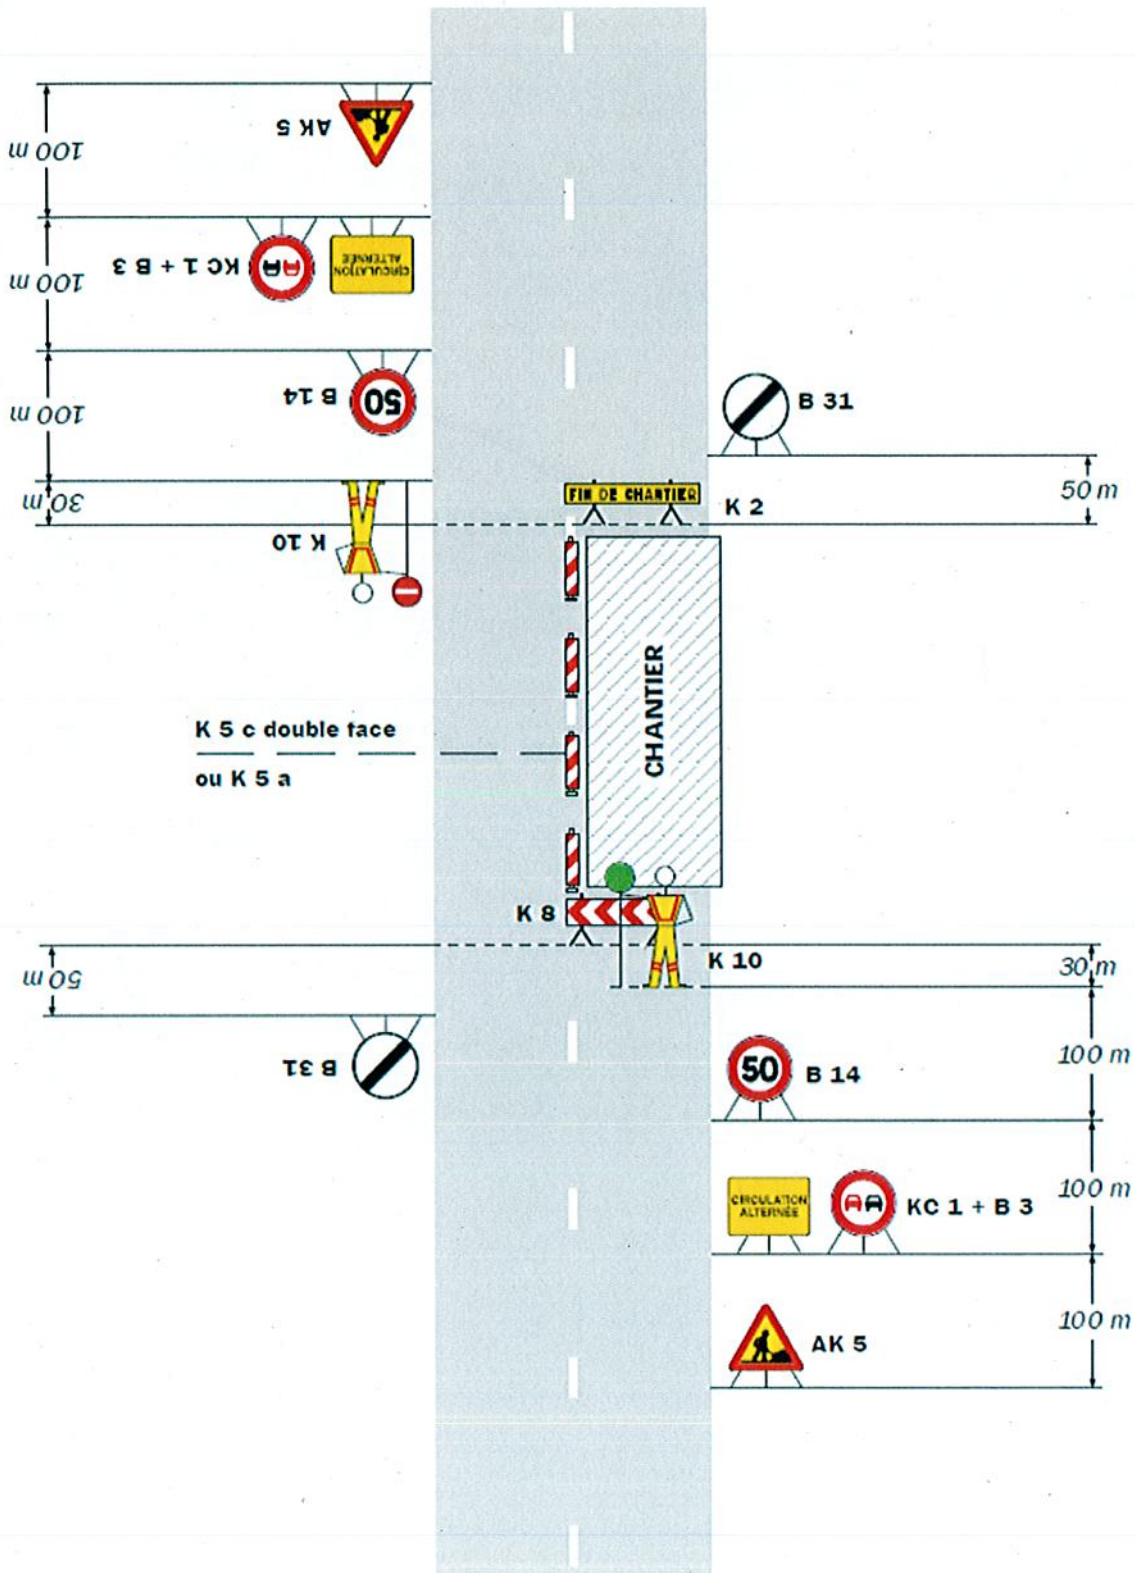 AK 5
100 m
KC 1 + B 3
CIRCULATION
ALTERNÉE
100 m
B 14
50
100 m
B 31
30 m
FIN DE CHANTIER
K 2
50 m
K 10
CHANTIER
K 5 c double face
ou K 5 a
K 8
K 10
30 m
50 m
B 31
50
B 14
100 m
CIRCULATION
ALTERNÉE
KC 1 + B 3
100 m
AK 5
100 m